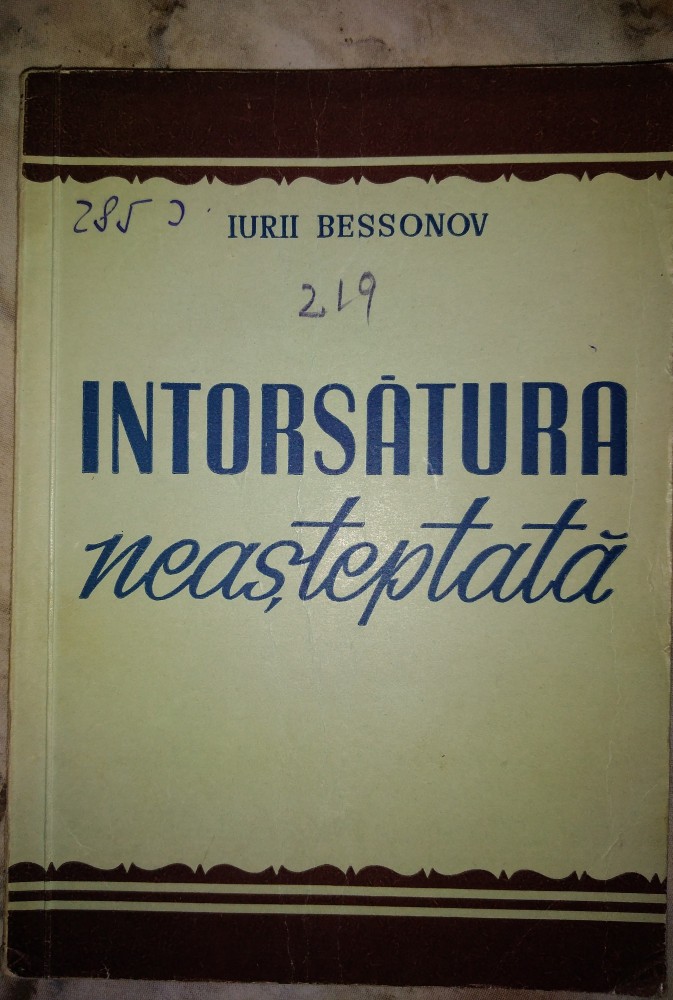 285 Ɔ
IURII BESSONOV
219
INTORSĂTURA
neașteptată